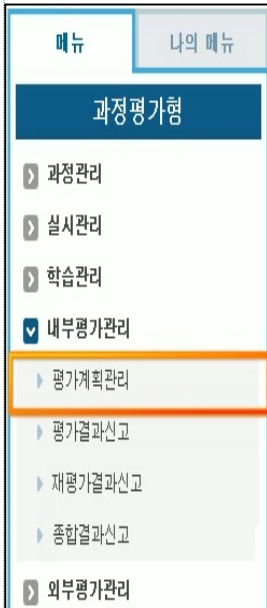 메뉴
나의 메뉴
과정평가형
과정관리
실시관리
학습관리
내부평가관리
평가계획관리
평가결과신고
재평가결과신고
종합결과신고
외부평가관리